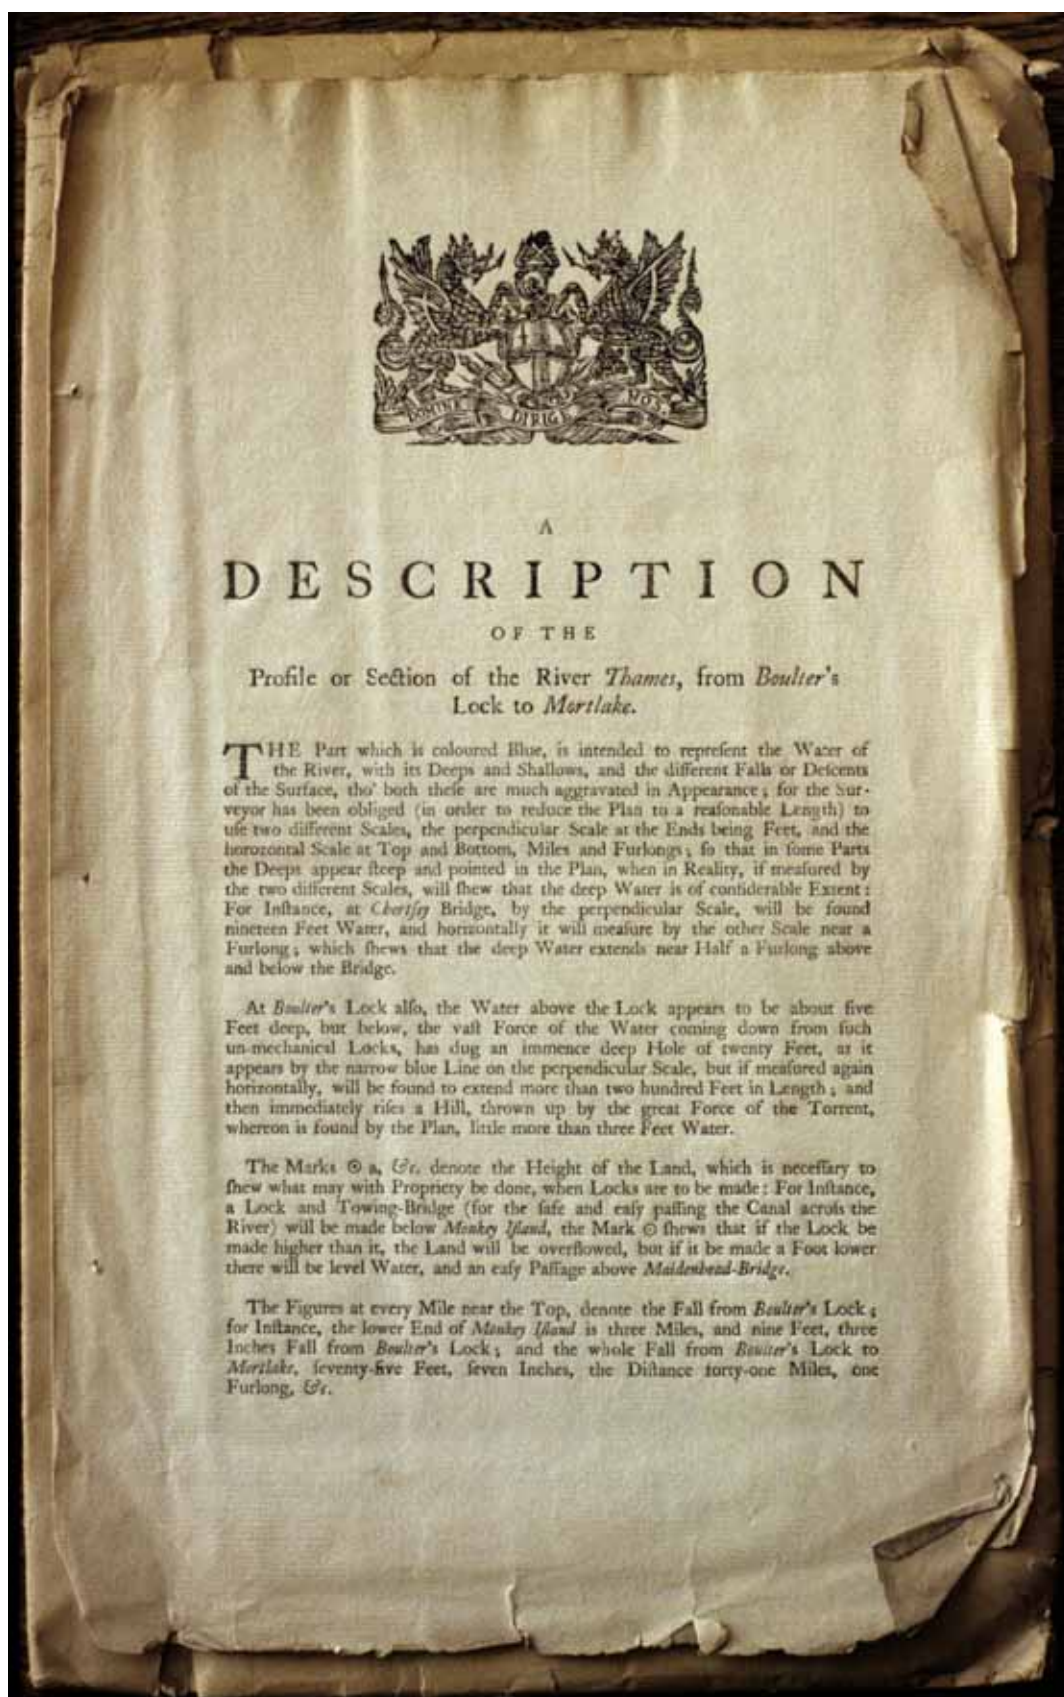 DOMINE DIRIGE NOS
A
DESCRIPTION
OF THE
Profile or Section of the River Thames, from Boulter's
Lock to Mortlake.
THE Part which is coloured Blue, is intended to repreſent the Water of
the River, with its Deeps and Shallows, and the different Falls or Deſcents
of the Surface, tho' both theſe are much aggravated in Appearance; for the Sur-
veyor has been obliged (in order to reduce the Plan to a reaſonable Length) to
uſe two different Scales, the perpendicular Scale at the Ends being Feet, and the
horozontal Scale at Top and Bottom, Miles and Furlongs; ſo that in ſome Parts
the Deeps appear ſteep and pointed in the Plan, when in Reality, if meaſured by
the two different Scales, will ſhew that the deep Water is of conſiderable Extent:
For Inſtance, at Chertſey Bridge, by the perpendicular Scale, will be found
nineteen Feet Water, and horizontally it will meaſure by the other Scale near a
Furlong; which ſhews that the deep Water extends near Half a Furlong above
and below the Bridge.
At Boulter's Lock alſo, the Water above the Lock appears to be about five
Feet deep, but below, the vaſt Force of the Water coming down from ſuch
un-mechanical Locks, has dug an immence deep Hole of twenty Feet, as it
appears by the narrow blue Line on the perpendicular Scale, but if meaſured again
horizontally, will be found to extend more than two hundred Feet in Length; and
then immediately riſes a Hill, thrown up by the great Force of the Torrent,
whereon is found by the Plan, little more than three Feet Water.
The Marks ⊙ a, &c. denote the Height of the Land, which is neceſſary to
ſhew what may with Propriety be done, when Locks are to be made: For Inſtance,
a Lock and Towing-Bridge (for the ſafe and eaſy paſſing the Canal acroſs the
River) will be made below Monkey Iſland, the Mark ⊙ ſhews that if the Lock be
made higher than it, the Land will be overflowed, but if it be made a Foot lower
there will be level Water, and an eaſy Paſſage above Maidenhead-Bridge.
The Figures at every Mile near the Top, denote the Fall from Boulter's Lock;
for Inſtance, the lower End of Monkey Iſland is three Miles, and nine Feet, three
Inches Fall from Boulter's Lock; and the whole Fall from Boulter's Lock to
Mortlake, ſeventy-five Feet, ſeven Inches, the Diſtance forty-one Miles, one
Furlong, &c.